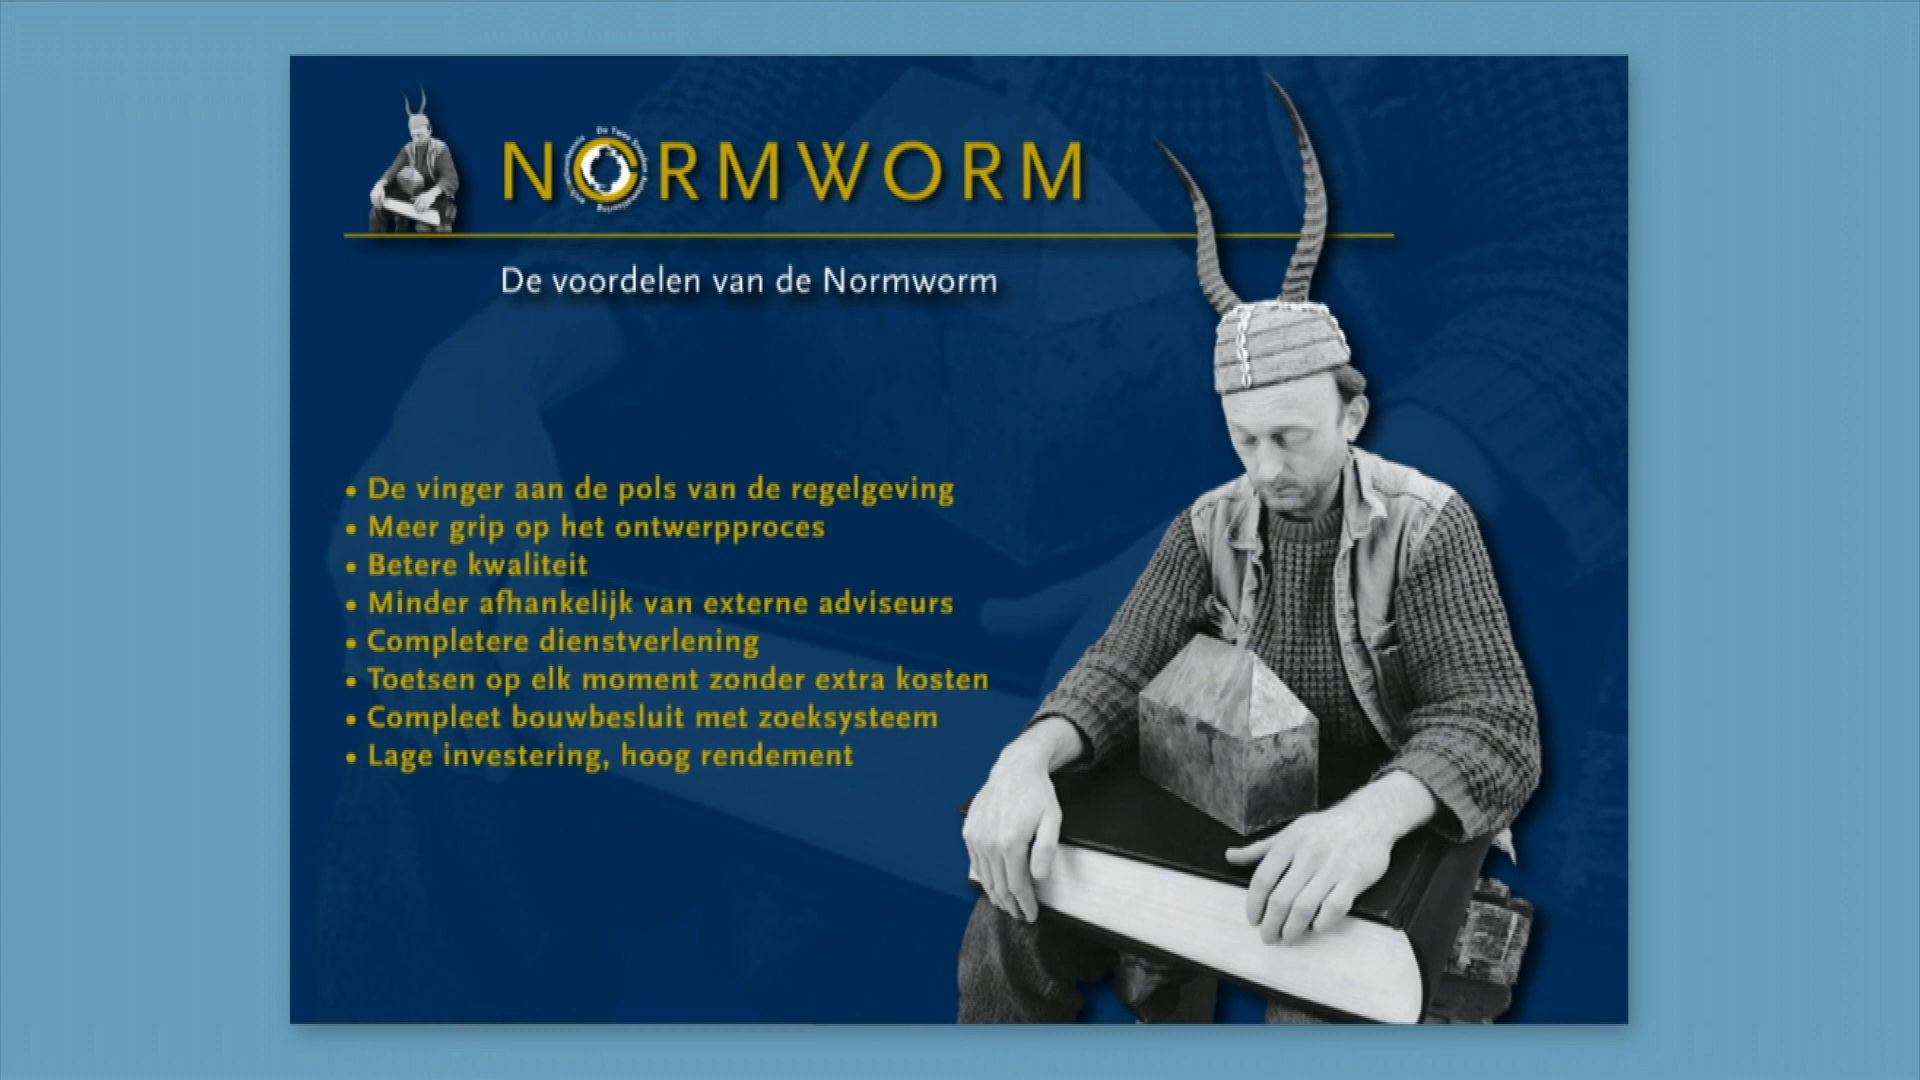 NORMWORM
De voordelen van de Normworm
• De vinger aan de pols van de regelgeving
• Meer grip op het ontwerpproces
• Betere kwaliteit
• Minder afhankelijk van externe adviseurs
• Completere dienstverlening
• Toetsen op elk moment zonder extra kosten
• Compleet bouwbesluit met zoeksysteem
• Lage investering, hoog rendement